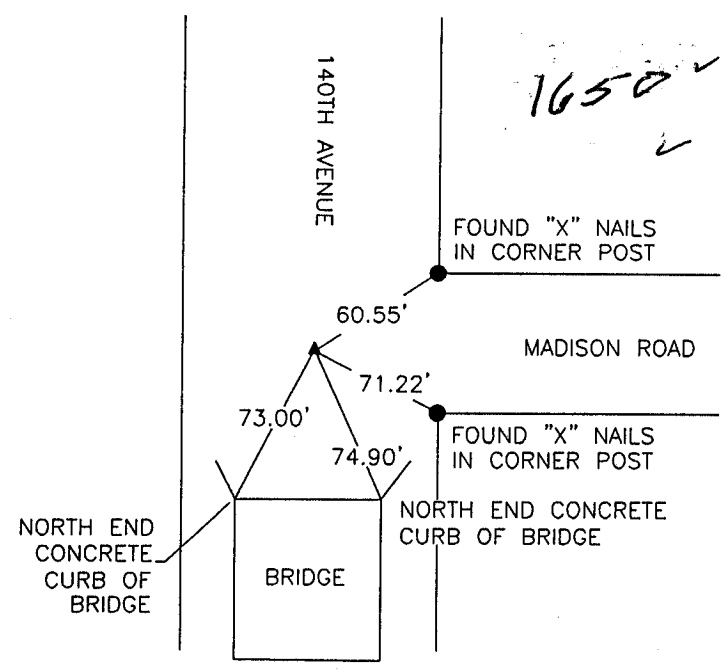 140TH AVENUE
1650
FOUND "X" NAILS
IN CORNER POST
60.55'
MADISON ROAD
71.22'
73.00'
74.90'
FOUND "X" NAILS
IN CORNER POST
NORTH END CONCRETE
CURB OF BRIDGE
NORTH END
CONCRETE
CURB OF
BRIDGE
BRIDGE